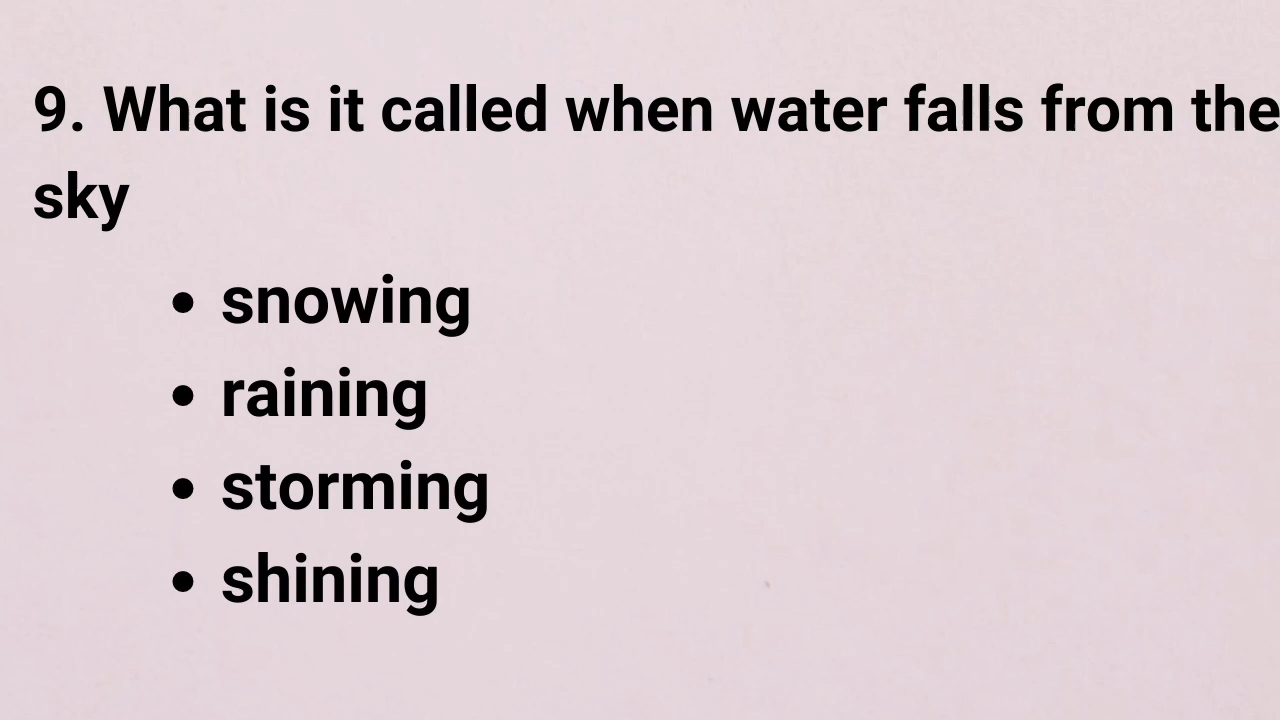 9. What is it called when water falls from the
sky
• snowing
• raining
• storming
• shining